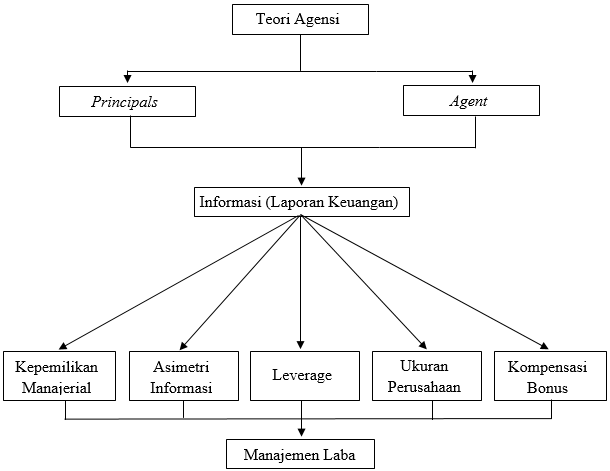 Teori Agensi
Principals
Agent
Informasi (Laporan Keuangan)
Kepemilikan
Manajerial
Asimetri
Informasi
Leverage
Ukuran
Perusahaan
Kompensasi
Bonus
Manajemen Laba